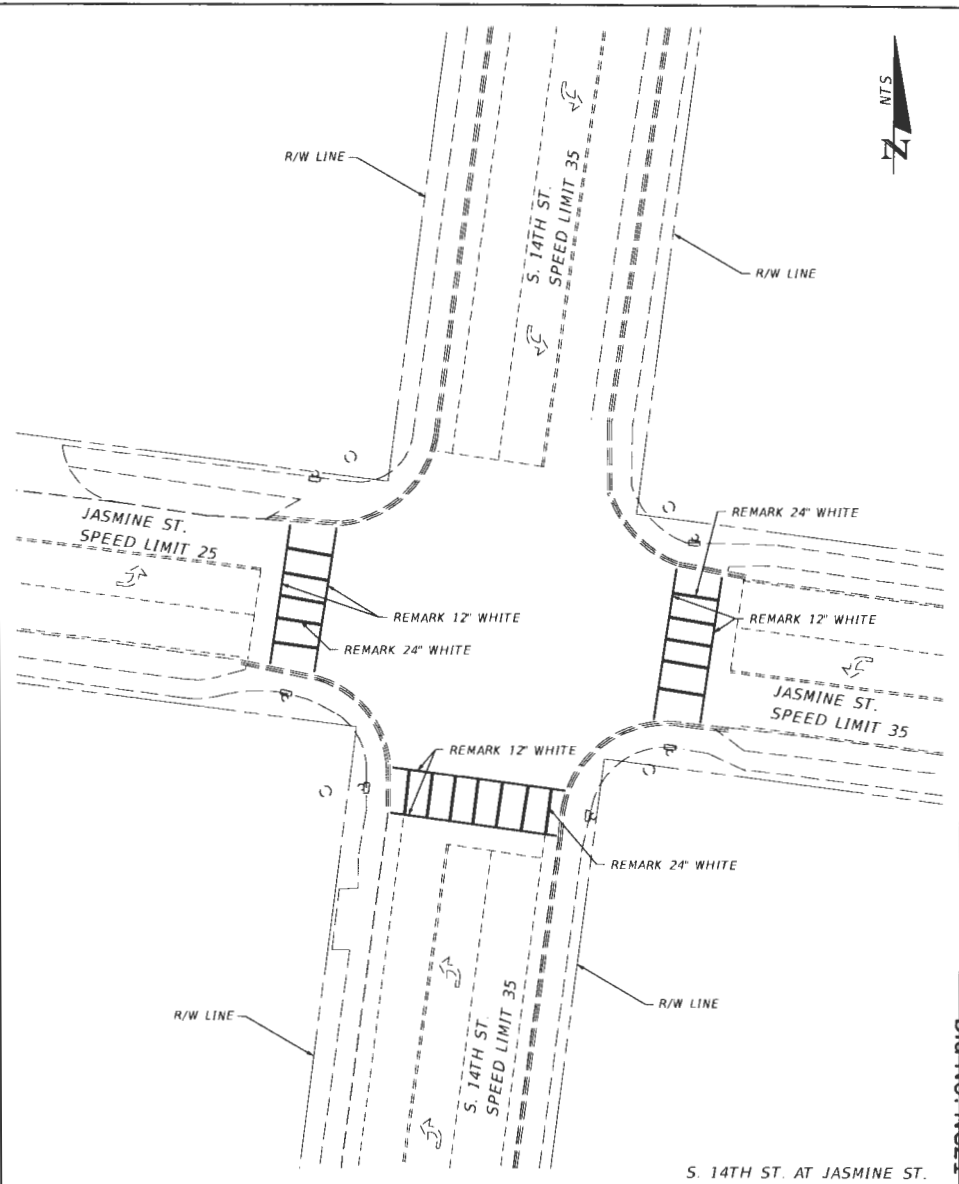 NTS
N
R/W LINE
S. 14TH ST.
SPEED LIMIT 35
R/W LINE
JASMINE ST.
SPEED LIMIT 25
REMARK 24" WHITE
REMARK 12" WHITE
REMARK 12" WHITE
REMARK 24" WHITE
JASMINE ST.
SPEED LIMIT 35
REMARK 12" WHITE
REMARK 24" WHITE
R/W LINE
S. 14TH ST.
SPEED LIMIT 35
R/W LINE
S. 14TH ST. AT JASMINE ST.